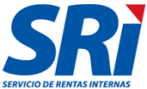 SRi
SERVICIO DE RENTAS INTERNAS